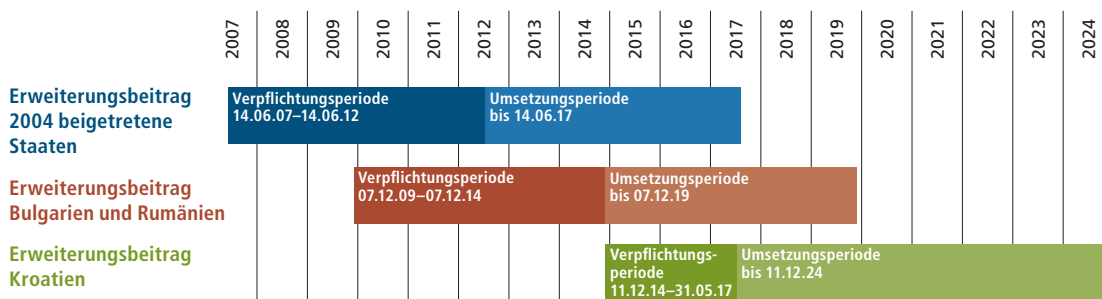 2007 2008 2009 2010 2011 2012 2013 2014 2015 2016 2017 2018 2019 2020 2021 2022 2023 2024
Erweiterungsbeitrag
2004 beigetretene
Staaten
Verpflichtungsperiode
14.06.07–14.06.12
Umsetzungsperiode
bis 14.06.17
Erweiterungsbeitrag
Bulgarien und Rumänien
Verpflichtungsperiode
07.12.09–07.12.14
Umsetzungsperiode
bis 07.12.19
Erweiterungsbeitrag
Kroatien
Verpflichtungs-
periode
11.12.14–31.05.17
Umsetzungsperiode
bis 11.12.24